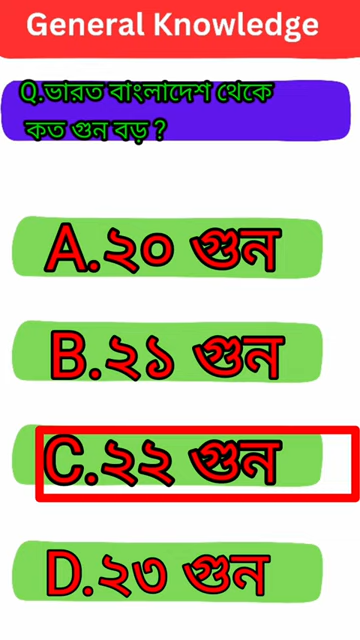 General Knowledge
Q.ভারত বাংলাদেশ থেকে
কত গুন বড় ?
A.২০ গুন
B.২১ গুন
C.২২ গুন
D.২৩ গুন